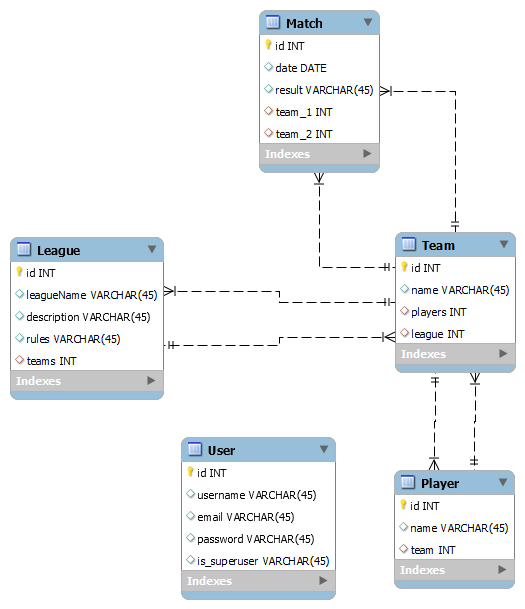 Match
id INT
date DATE
result VARCHAR(45)
team_1 INT
team_2 INT
Indexes
League
id INT
leagueName VARCHAR(45)
description VARCHAR(45)
rules VARCHAR(45)
teams INT
Indexes
Team
id INT
name VARCHAR(45)
players INT
league INT
Indexes
User
id INT
username VARCHAR(45)
email VARCHAR(45)
password VARCHAR(45)
is_superuser VARCHAR(45)
Indexes
Player
id INT
name VARCHAR(45)
team INT
Indexes